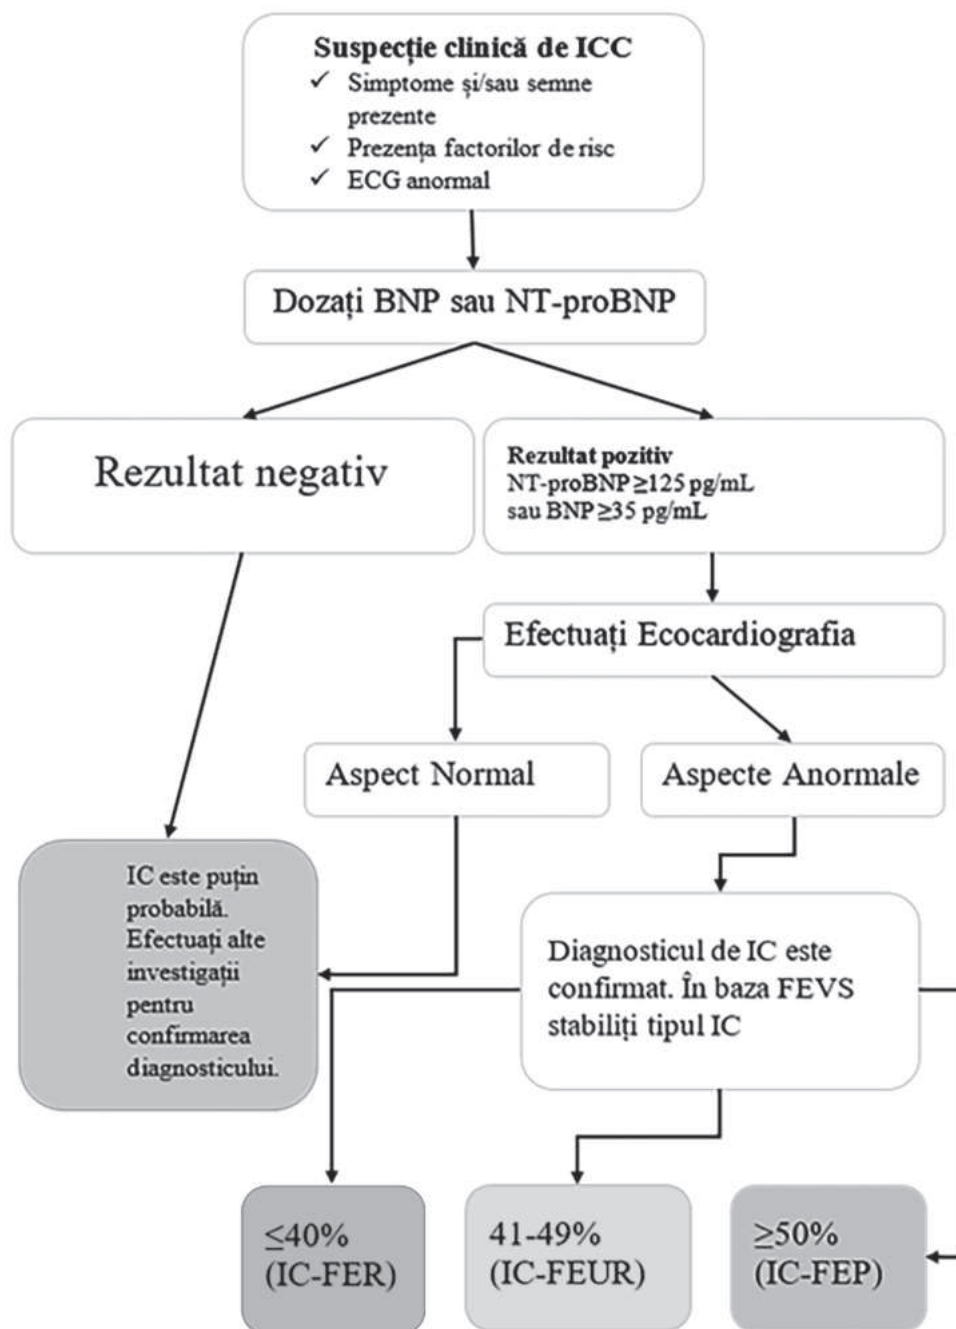 Suspecție clinică de ICC
✓ Simptome și/sau semne
prezente
✓ Prezența factorilor de risc
✓ ECG anormal
Dozați BNP sau NT-proBNP
Rezultat negativ
Rezultat pozitiv
NT-proBNP ≥125 pg/mL
sau BNP ≥35 pg/mL
Efectuați Ecocardiografia
Aspect Normal
Aspecte Anormale
IC este puțin
probabilă.
Efectuați alte
investigații
pentru
confirmarea
diagnosticului.
Diagnosticul de IC este
confirmat. În baza FEVS
stabiliți tipul IC
≤40%
(IC-FER)
41-49%
(IC-FEUR)
≥50%
(IC-FEP)